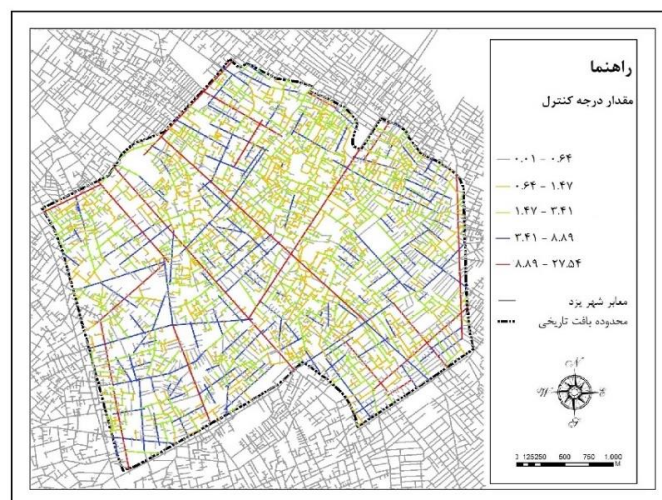 راهنما
مقدار درجه کنترل
۰.۰۱ - ۰.۶۴
۰.۶۴ - ۱.۴۷
۱.۴۷ - ۳.۴۱
۳.۴۱ - ۸.۸۹
۸.۸۹ - ۲۷.۵۴
معابر شهر یزد
محدوده بافت تاریخی
N
W
E
S
0 125250 500 750 1.000
M